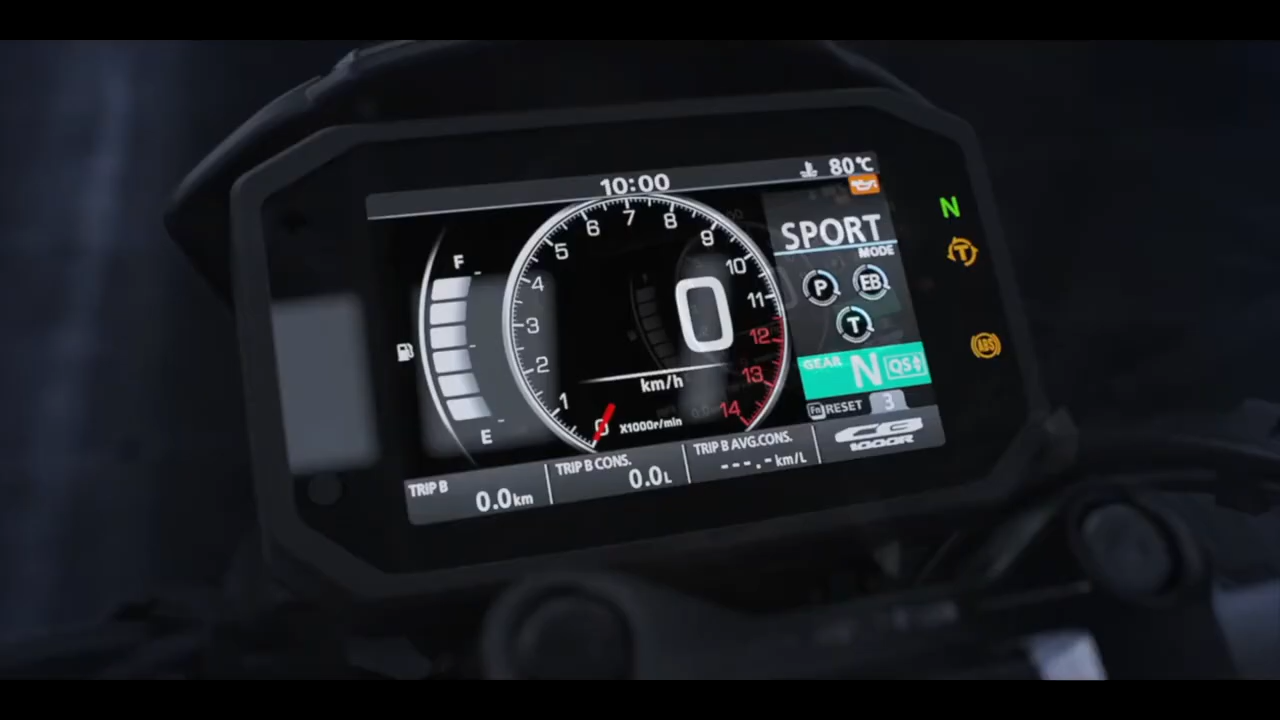 10:00
80℃
N
SPORT
MODE
T
P
EB
T
ABS
GEAR N QS
Fn RESET 3
CB
1000R
F
E
0
1
2
3
4
5
6
7
8
9
10
11
12
13
14
0
km/h
X1000r/min
TRIP B
0.0km
TRIP B CONS.
0.0L
TRIP B AVG.CONS.
---.-km/L